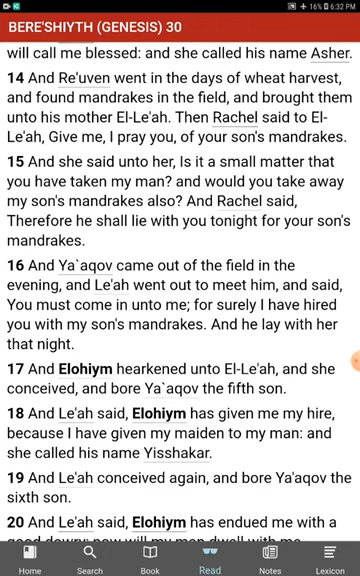 16% 6:32 PM
BERE'SHIYTH (GENESIS) 30
will call me blessed: and she called his name Asher.
14 And Re'uven went in the days of wheat harvest,
and found mandrakes in the field, and brought them
unto his mother El-Le'ah. Then Rachel said to El-
Le'ah, Give me, I pray you, of your son's mandrakes.
15 And she said unto her, Is it a small matter that
you have taken my man? and would you take away
my son's mandrakes also? And Rachel said,
Therefore he shall lie with you tonight for your son's
mandrakes.
16 And Ya`aqov came out of the field in the
evening, and Le'ah went out to meet him, and said,
You must come in unto me; for surely I have hired
you with my son's mandrakes. And he lay with her
that night.
17 And Elohiym hearkened unto El-Le'ah, and she
conceived, and bore Ya`aqov the fifth son.
18 And Le'ah said, Elohiym has given me my hire,
because I have given my maiden to my man: and
she called his name Yisshakar.
19 And Le'ah conceived again, and bore Ya'aqov the
sixth son.
20 And Le'ah said, Elohiym has endued me with a
good dowry; now will my man dwell with me
Home Search Book Read Notes Lexicon